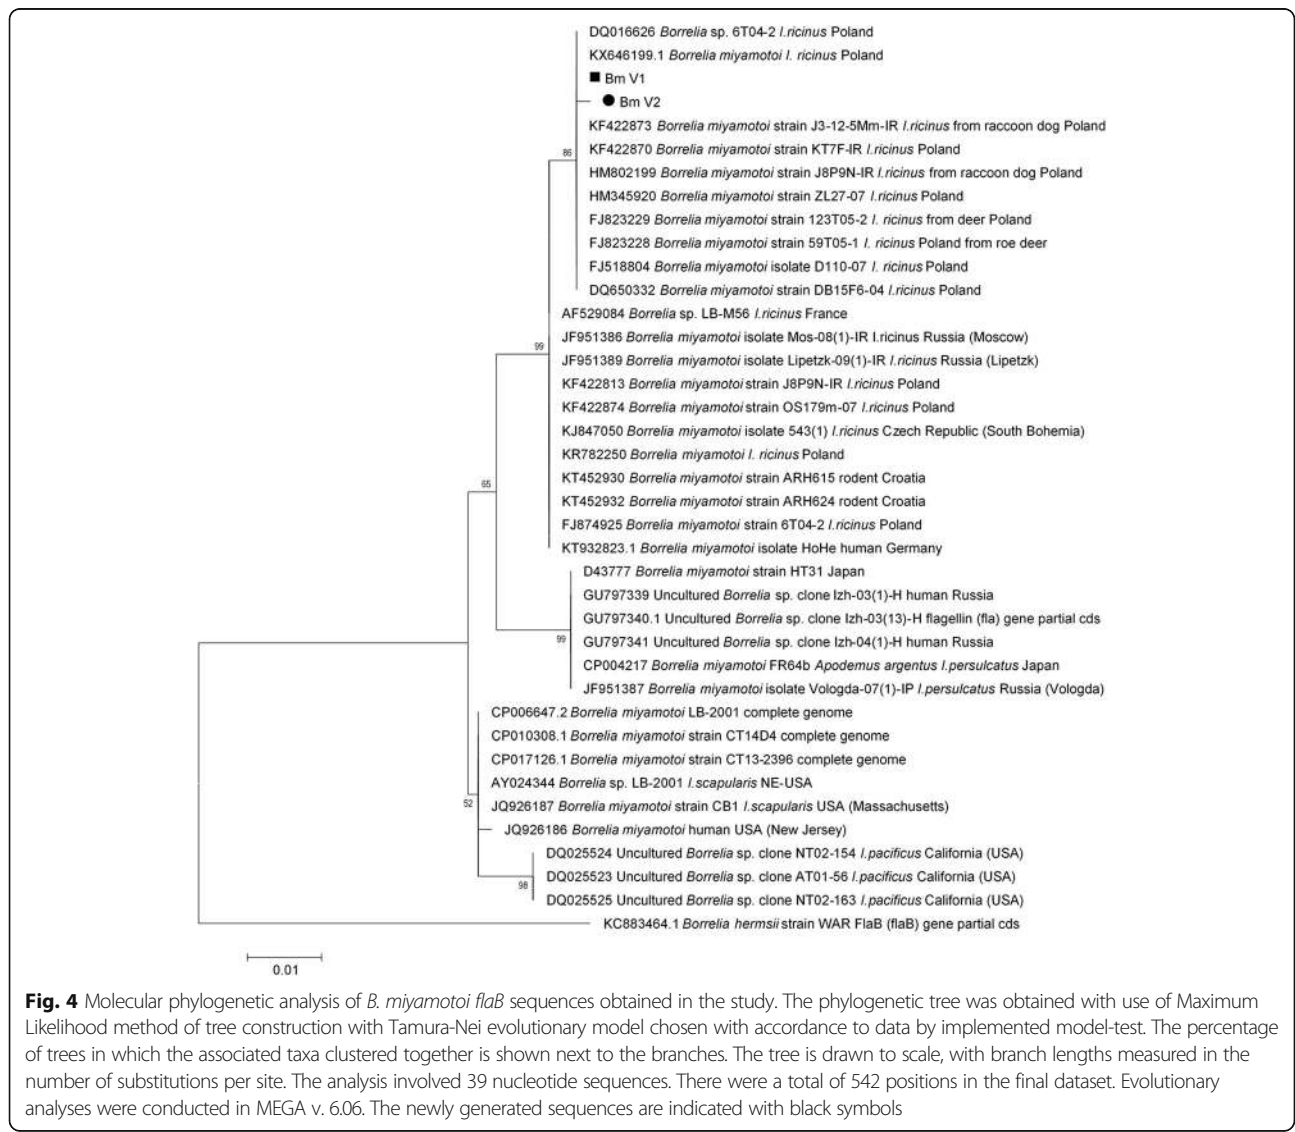 DQ016626 Borrelia sp. 6T04-2 I.ricinus Poland
KX646199.1 Borrelia miyamotoi I. ricinus Poland
Bm V1
Bm V2
KF422873 Borrelia miyamotoi strain J3-12-5Mm-IR I.ricinus from raccoon dog Poland
86
KF422870 Borrelia miyamotoi strain KT7F-IR I.ricinus Poland
HM802199 Borrelia miyamotoi strain J8P9N-IR I.ricinus from raccoon dog Poland
HM345920 Borrelia miyamotoi strain ZL27-07 I.ricinus Poland
FJ823229 Borrelia miyamotoi strain 123T05-2 I. ricinus from deer Poland
FJ823228 Borrelia miyamotoi strain 59T05-1 I. ricinus Poland from roe deer
FJ518804 Borrelia miyamotoi isolate D110-07 I. ricinus Poland
DQ650332 Borrelia miyamotoi strain DB15F6-04 I.ricinus Poland
AF529084 Borrelia sp. LB-M56 I.ricinus France
JF951386 Borrelia miyamotoi isolate Mos-08(1)-IR I.ricinus Russia (Moscow)
99
JF951389 Borrelia miyamotoi isolate Lipetzk-09(1)-IR I.ricinus Russia (Lipetzk)
KF422813 Borrelia miyamotoi strain J8P9N-IR I.ricinus Poland
KF422874 Borrelia miyamotoi strain OS179m-07 I.ricinus Poland
KJ847050 Borrelia miyamotoi isolate 543(1) I.ricinus Czech Republic (South Bohemia)
KR782250 Borrelia miyamotoi I. ricinus Poland
KT452930 Borrelia miyamotoi strain ARH615 rodent Croatia
65
KT452932 Borrelia miyamotoi strain ARH624 rodent Croatia
FJ874925 Borrelia miyamotoi strain 6T04-2 I.ricinus Poland
KT932823.1 Borrelia miyamotoi isolate HoHe human Germany
D43777 Borrelia miyamotoi strain HT31 Japan
GU797339 Uncultured Borrelia sp. clone Izh-03(1)-H human Russia
GU797340.1 Uncultured Borrelia sp. clone Izh-03(13)-H flagellin (fla) gene partial cds
99
GU797341 Uncultured Borrelia sp. clone Izh-04(1)-H human Russia
CP004217 Borrelia miyamotoi FR64b Apodemus argentus I.persulcatus Japan
JF951387 Borrelia miyamotoi isolate Vologda-07(1)-IP I.persulcatus Russia (Vologda)
CP006647.2 Borrelia miyamotoi LB-2001 complete genome
CP010308.1 Borrelia miyamotoi strain CT14D4 complete genome
CP017126.1 Borrelia miyamotoi strain CT13-2396 complete genome
AY024344 Borrelia sp. LB-2001 I.scapularis NE-USA
52
JQ926187 Borrelia miyamotoi strain CB1 I.scapularis USA (Massachusetts)
JQ926186 Borrelia miyamotoi human USA (New Jersey)
DQ025524 Uncultured Borrelia sp. clone NT02-154 I.pacificus California (USA)
DQ025523 Uncultured Borrelia sp. clone AT01-56 I.pacificus California (USA)
98
DQ025525 Uncultured Borrelia sp. clone NT02-163 I.pacificus California (USA)
KC883464.1 Borrelia hermsii strain WAR FlaB (flaB) gene partial cds
0.01
Fig. 4 Molecular phylogenetic analysis of B. miyamotoi flaB sequences obtained in the study. The phylogenetic tree was obtained with use of Maximum
Likelihood method of tree construction with Tamura-Nei evolutionary model chosen with accordance to data by implemented model-test. The percentage
of trees in which the associated taxa clustered together is shown next to the branches. The tree is drawn to scale, with branch lengths measured in the
number of substitutions per site. The analysis involved 39 nucleotide sequences. There were a total of 542 positions in the final dataset. Evolutionary
analyses were conducted in MEGA v. 6.06. The newly generated sequences are indicated with black symbols